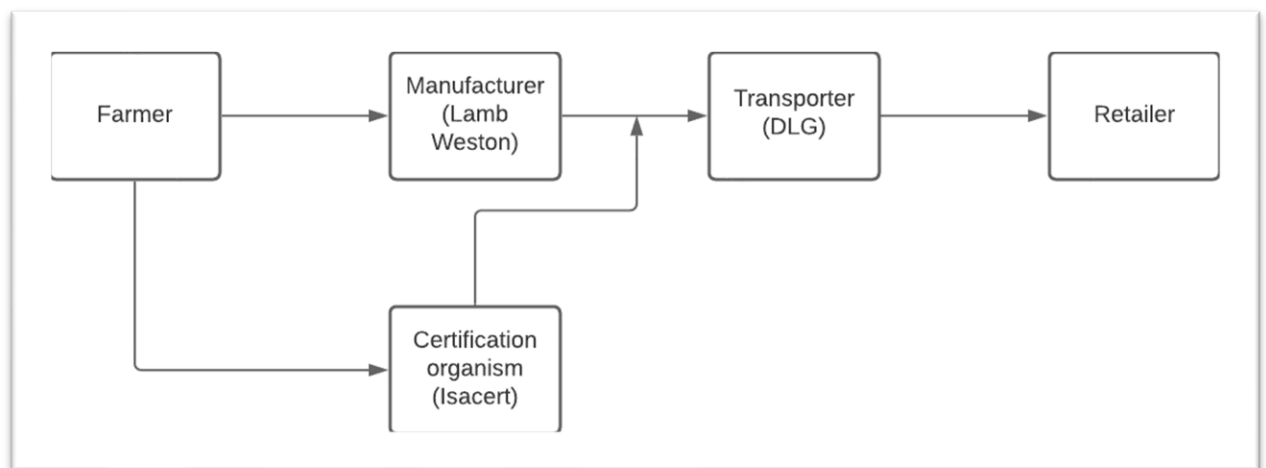 Farmer
Manufacturer
(Lamb
Weston)
Transporter
(DLG)
Retailer
Certification
organism
(Isacert)